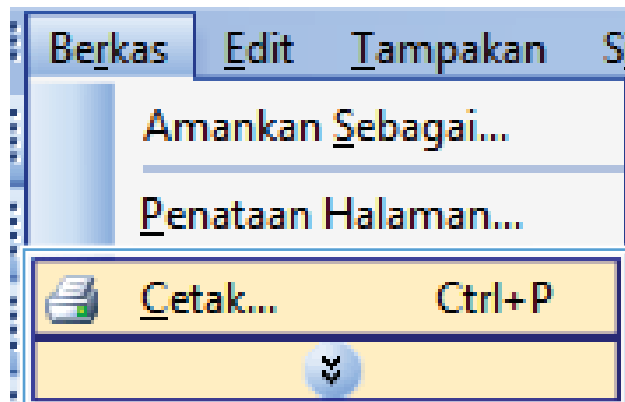 Berkas Edit Tampakan S
Amankan Sebagai...
Penataan Halaman...
Cetak... Ctrl+P